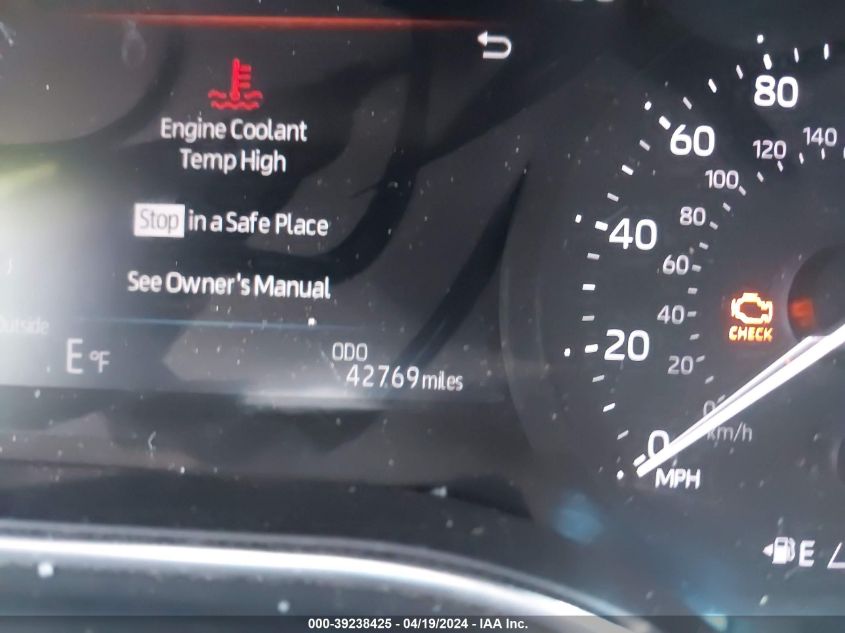 Engine Coolant
Temp High
Stop in a Safe Place
See Owner's Manual
Outside
E °F
ODO
42769 miles
80
60
40
20
0
MPH
140
120
100
80
60
40
20
0
km/h
CHECK
E
000-39238425 - 04/19/2024 - IAA Inc.